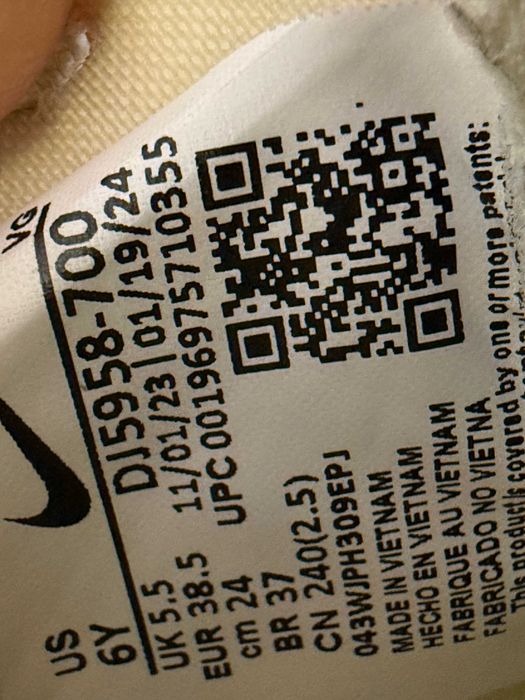 VG
US
6Y
UK 5.5 DJ5958-700
EUR 38.5 11/01/23 | 01/19/24
cm 24 UPC 00196975710355
BR 37
CN 240(2.5)
043WJPH309EPJ
MADE IN VIETNAM
HECHO EN VIETNAM
FABRIQUE AU VIETNAM
FABRICADO NO VIETNA
This product is covered by one or more patents: